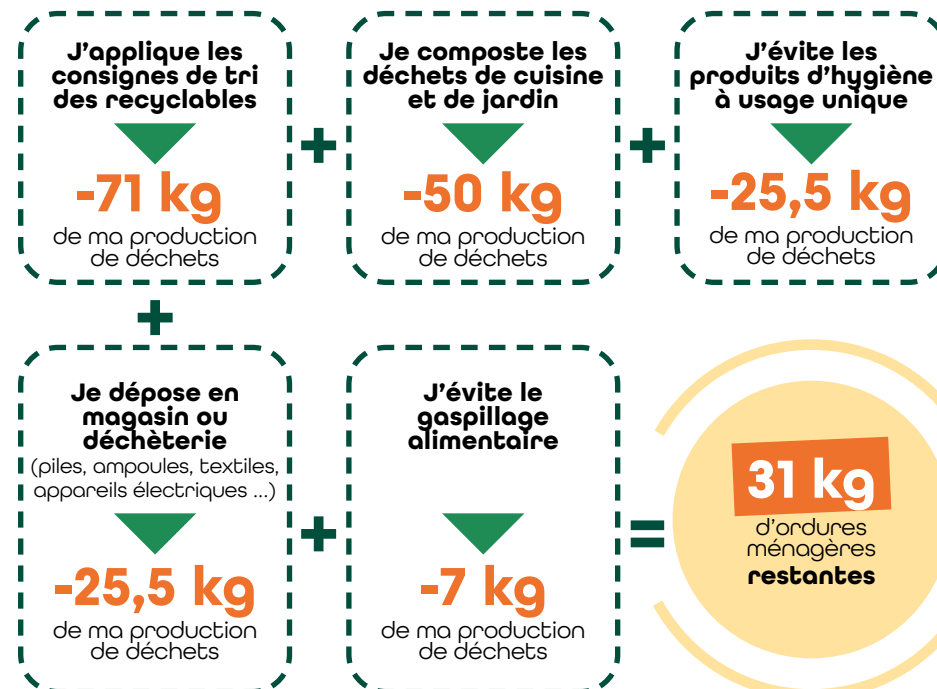 J’applique les
consignes de tri
des recyclables
-71 kg
de ma production
de déchets
+
Je composte les
déchets de cuisine
et de jardin
-50 kg
de ma production
de déchets
+
J’évite les
produits d’hygiène
à usage unique
-25,5 kg
de ma production
de déchets
+
Je dépose en
magasin ou
déchèterie
(piles, ampoules, textiles,
appareils électriques ...)
-25,5 kg
de ma production
de déchets
+
J’évite le
gaspillage
alimentaire
-7 kg
de ma production
de déchets
=
31 kg
d’ordures
ménagères
restantes